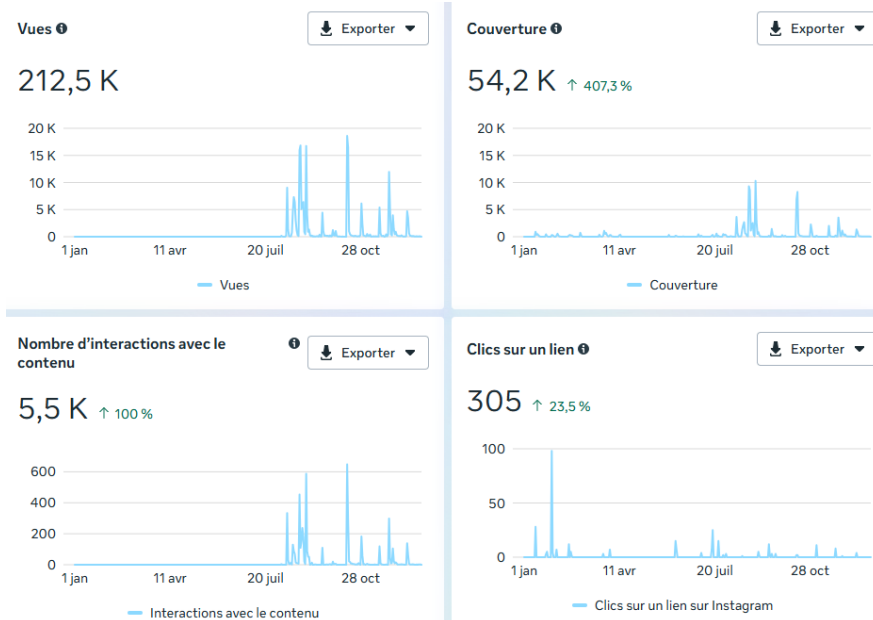 Vues
Exporter
212,5 K
20 K
15 K
10 K
5 K
0
1 jan
11 avr
20 juil
28 oct
Vues
Couverture
Exporter
54,2 K ↑ 407,3 %
20 K
15 K
10 K
5 K
0
1 jan
11 avr
20 juil
28 oct
Couverture
Nombre d'interactions avec le
contenu
Exporter
5,5 K ↑ 100 %
600
400
200
0
1 jan
11 avr
20 juil
28 oct
Interactions avec le contenu
Clics sur un lien
Exporter
305 ↑ 23,5 %
100
50
0
1 jan
11 avr
20 juil
28 oct
Clics sur un lien sur Instagram